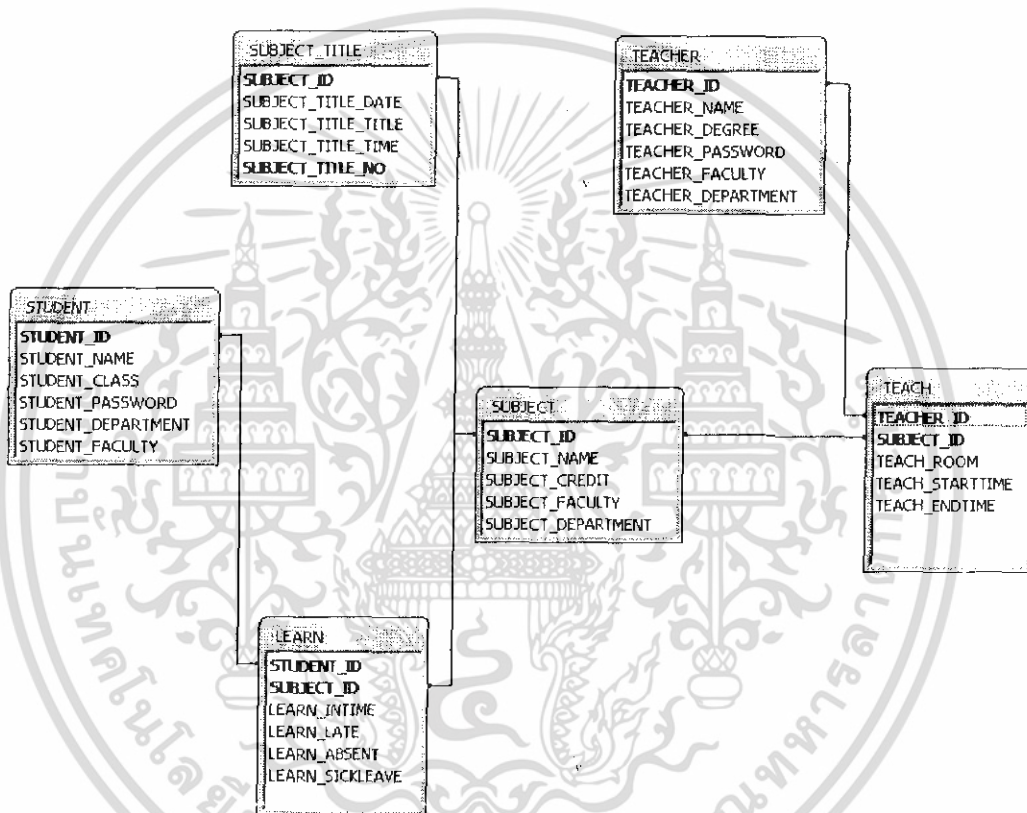 SUBJECT_TITLE
SUBJECT_ID
SUBJECT_TITLE_DATE
SUBJECT_TITLE_TITLE
SUBJECT_TITLE_TIME
SUBJECT_TITLE_NO
TEACHER
TEACHER_ID
TEACHER_NAME
TEACHER_DEGREE
TEACHER_PASSWORD
TEACHER_FACULTY
TEACHER_DEPARTMENT
STUDENT
STUDENT_ID
STUDENT_NAME
STUDENT_CLASS
STUDENT_PASSWORD
STUDENT_DEPARTMENT
STUDENT_FACULTY
SUBJECT
SUBJECT_ID
SUBJECT_NAME
SUBJECT_CREDIT
SUBJECT_FACULTY
SUBJECT_DEPARTMENT
TEACH
TEACHER_ID
SUBJECT_ID
TEACH_ROOM
TEACH_STARTTIME
TEACH_ENDTIME
LEARN
STUDENT_ID
SUBJECT_ID
LEARN_INTIME
LEARN_LATE
LEARN_ABSENT
LEARN_SICKLEAVE